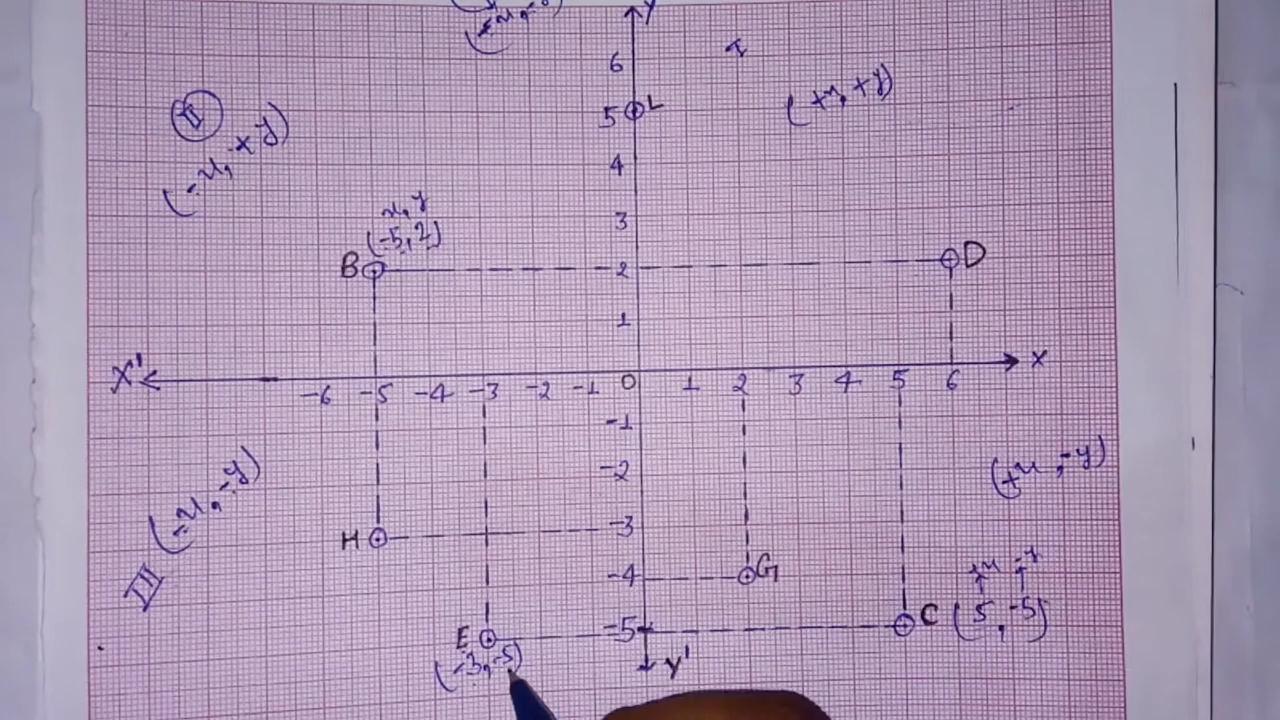 Y
6
I
(+x, +y)
5 L
II
(-x, +y)
4
x, y
(-5, 2)
3
B 2 D
1
X' X
-6 -5 -4 -3 -2 -1 0 1 2 3 4 5 6
-1
(-x, -y)
-2
(+x, -y)
H -3
III
-4 G
+x -y
C (5, -5)
E -5
(-3, -5)
Y'